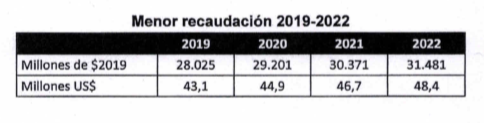 Menor recaudación 2019-2022
2019 2020 2021 2022
Millones de $2019 28.025 29.201 30.371 31.481
Millones US$ 43,1 44,9 46,7 48,4